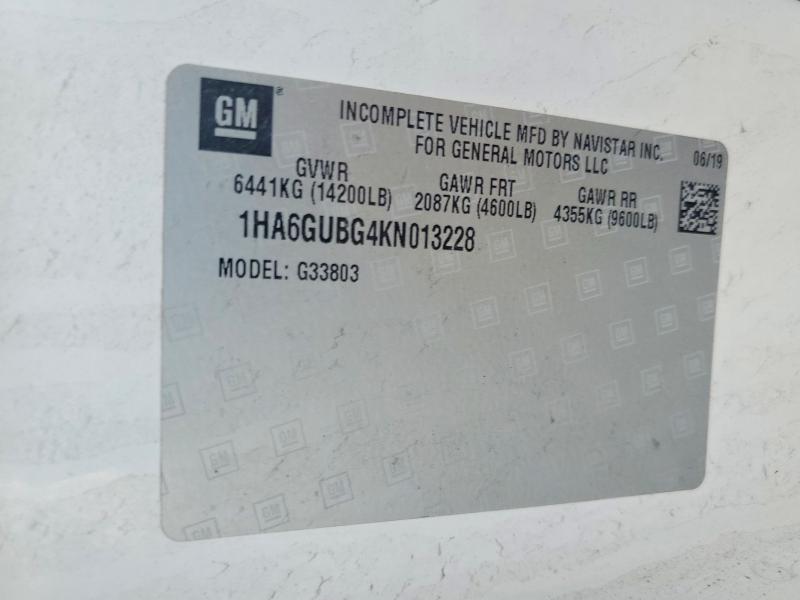 GM
INCOMPLETE VEHICLE MFD BY NAVISTAR INC.
FOR GENERAL MOTORS LLC
06/19
GVWR
6441KG (14200LB)
GAWR FRT
2087KG (4600LB)
GAWR RR
4355KG (9600LB)
1HA6GUBG4KN013228
MODEL: G33803